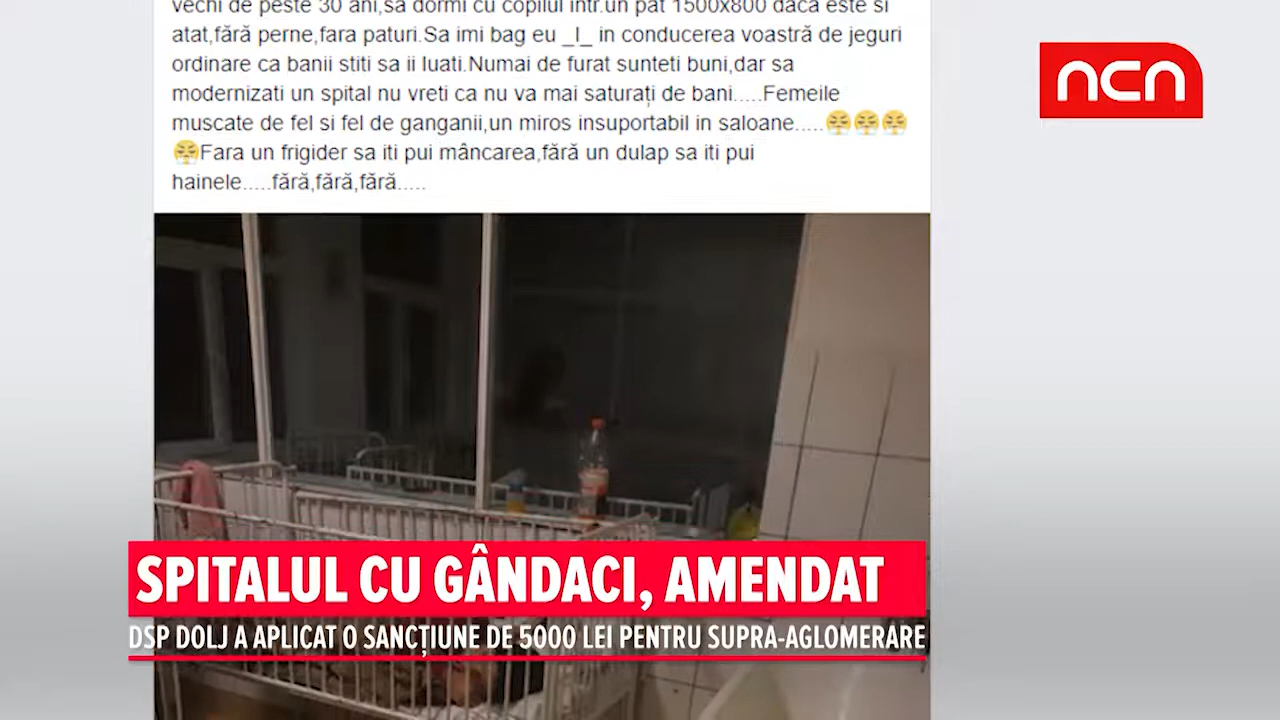 vechi de peste 30 ani,sa dormi cu copilul intr.un pat 1500x800 daca este si
atat,fără perne,fara paturi.Sa imi bag eu _I_ in conducerea voastră de jeguri
ordinare ca banii stiti sa ii luati.Numai de furat sunteti buni,dar sa
modernizati un spital nu vreti ca nu va mai saturați de bani.....Femeile
muscate de fel si fel de ganganii,un miros insuportabil in saloane.....😤😤😤
😤Fara un frigider sa iti pui mâncarea,fără un dulap sa iti pui
hainele.....fără,fără,fără.....
ncn
SPITALUL CU GÂNDACI, AMENDAT
DSP DOLJ A APLICAT O SANCȚIUNE DE 5000 LEI PENTRU SUPRA-AGLOMERARE